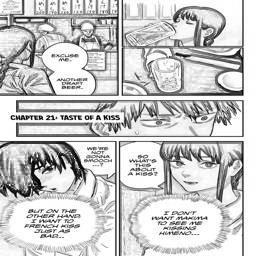 EXCUSE
ME.
ANOTHER
DRAFT
BEER.
CHAPTER 21: TASTE OF A KISS
SO
WHAT'S
THIS
ABOUT
A KISS?
WE'RE
NOT
GONNA
SMOOCH
...?
I DON'T
WANT MAKIMA
TO SEE ME
KISSING
HIMENO...
BUT ON
THE OTHER
HAND,
I WANT TO
FRENCH KISS
JUST AS
BAD...